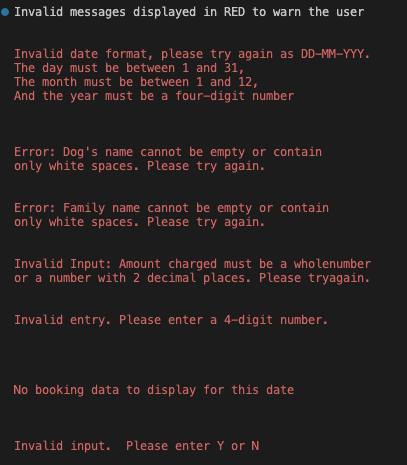 Invalid messages displayed in RED to warn the user
Invalid date format, please try again as DD-MM-YYY.
The day must be between 1 and 31,
The month must be between 1 and 12,
And the year must be a four-digit number
Error: Dog's name cannot be empty or contain
only white spaces. Please try again.
Error: Family name cannot be empty or contain
only white spaces. Please try again.
Invalid Input: Amount charged must be a wholenumber
or a number with 2 decimal places. Please tryagain.
Invalid entry. Please enter a 4-digit number.
No booking data to display for this date
Invalid input.  Please enter Y or N